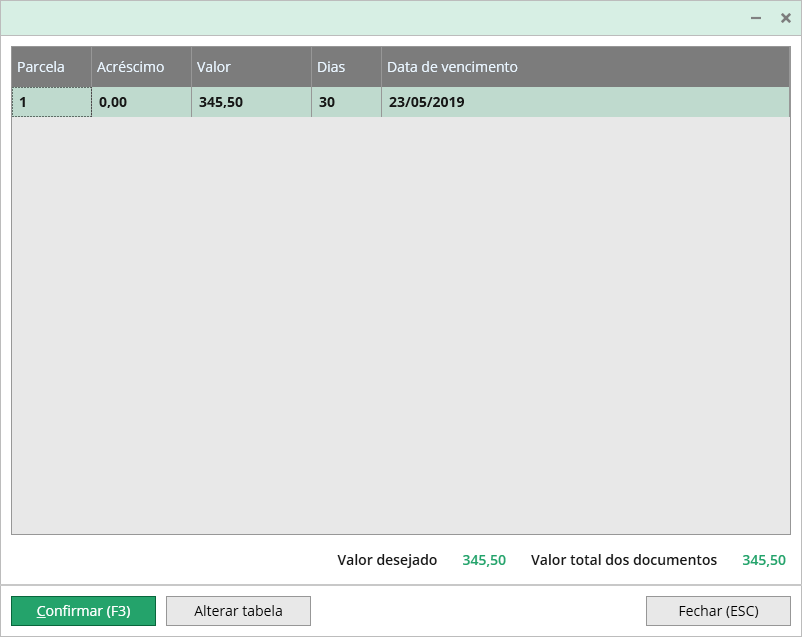 Parcela Acréscimo Valor Dias Data de vencimento
1 0,00 345,50 30 23/05/2019
Valor desejado 345,50 Valor total dos documentos 345,50
Confirmar (F3) Alterar tabela Fechar (ESC)